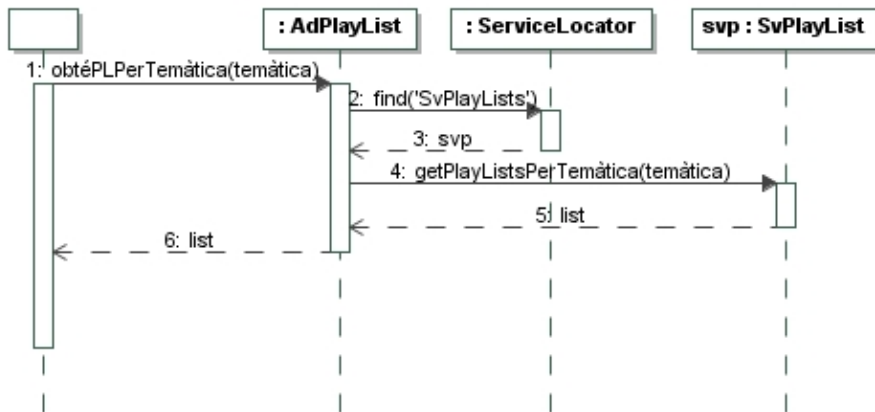 : AdPlayList
: ServiceLocator
svp : SvPlayList
1: obtéPLPerTemàtica(temàtica)
2: find('SvPlayLists')
3: svp
4: getPlayListsPerTemàtica(temàtica)
5: list
6: list